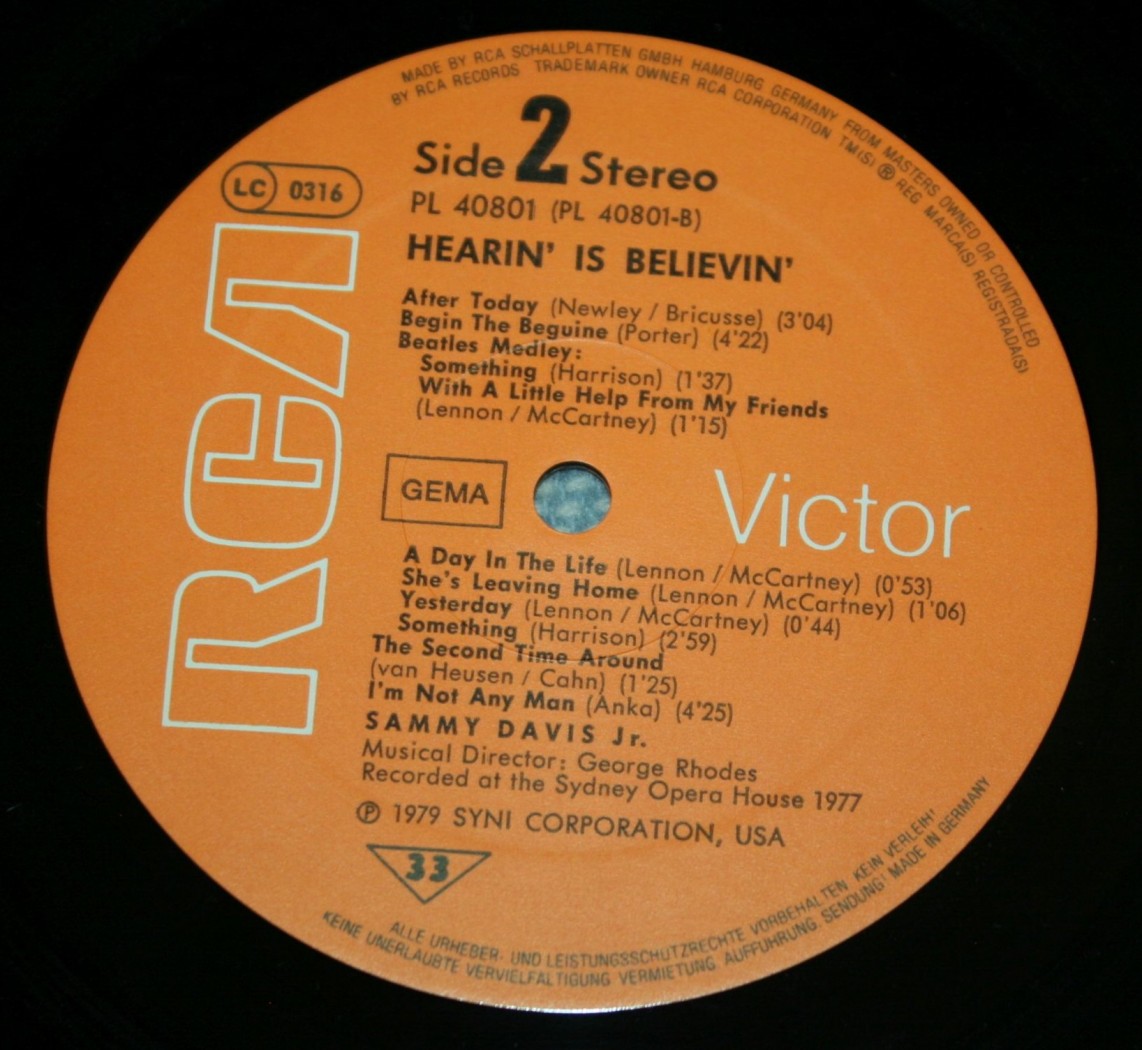 MADE BY RCA SCHALLPLATTEN GMBH HAMBURG GERMANY FROM MASTERS OWNED OR CONTROLLED
BY RCA RECORDS TRADEMARK OWNER RCA CORPORATION TM(S) ® REG MARCA(S) REGISTRADA(S)
Side 2 Stereo
LC 0316
PL 40801 (PL 40801-B)
HEARIN' IS BELIEVIN'
After Today (Newley / Bricusse) (3'04)
Begin The Beguine (Porter) (4'22)
Beatles Medley:
Something (Harrison) (1'37)
With A Little Help From My Friends
(Lennon / McCartney) (1'15)
RCA
GEMA
Victor
A Day In The Life (Lennon / McCartney) (0'53)
She's Leaving Home (Lennon / McCartney) (1'06)
Yesterday (Lennon / McCartney) (0'44)
Something (Harrison) (2'59)
The Second Time Around
(van Heusen / Cahn) (1'25)
I'm Not Any Man (Anka) (4'25)
SAMMY DAVIS Jr.
Musical Director: George Rhodes
Recorded at the Sydney Opera House 1977
℗ 1979 SYNI CORPORATION, USA
33
ALLE URHEBER- UND LEISTUNGSSCHUTZRECHTE VORBEHALTEN KEIN VERLEIH!
KEINE UNERLAUBTE VERVIELFÄLTIGUNG VERMIETUNG AUFFÜHRUNG SENDUNG! MADE IN GERMANY